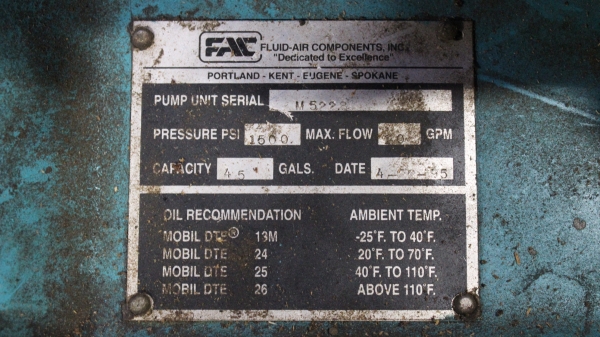 FAC FLUID-AIR COMPONENTS, INC.
"Dedicated to Excellence"
PORTLAND - KENT - EUGENE - SPOKANE
PUMP UNIT SERIAL
PRESSURE PSI 1500. MAX. FLOW GPM
CAPACITY 45 GALS. DATE
OIL RECOMMENDATION AMBIENT TEMP.
MOBIL DTE® 13M -25°F. TO 40°F.
MOBIL DTE 24 20°F. TO 70°F.
MOBIL DTE 25 40°F. TO 110°F.
MOBIL DTE 26 ABOVE 110°F.